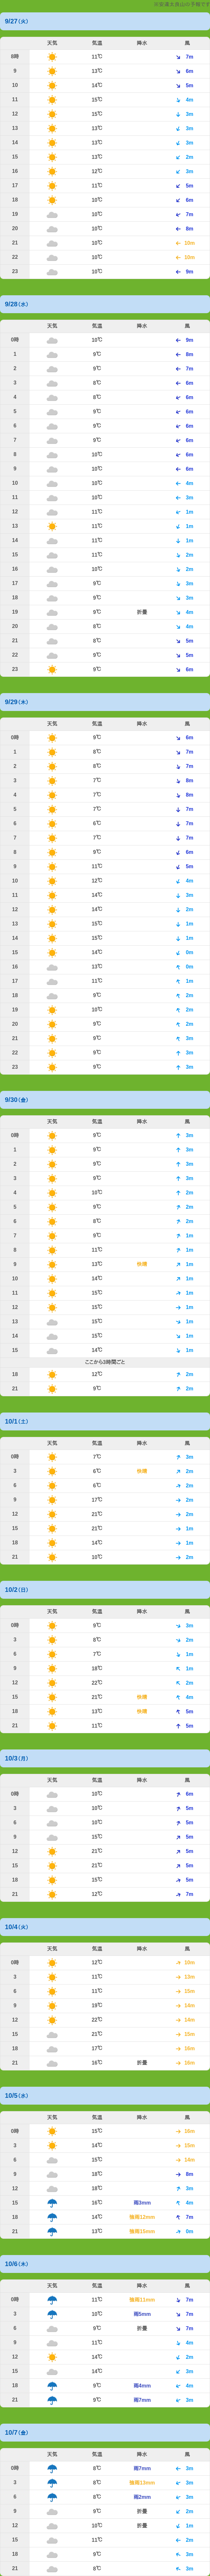 9/27(火)
天気 気温 降水 風
0時 11℃ 7m
9 13℃ 6m
10 14℃ 5m
11 15℃ 4m
12 15℃ 3m
13 13℃ 3m
14 13℃ 3m
15 13℃ 2m
16 12℃ 3m
17 11℃ 5m
18 10℃ 6m
19 10℃ 7m
20 10℃ 8m
21 10℃ 10m
22 10℃ 10m
23 10℃ 9m
9/28(水)
天気 気温 降水 風
0時 10℃ 9m
1 9℃ 8m
2 9℃ 7m
3 8℃ 6m
4 8℃ 6m
5 9℃ 6m
6 9℃ 6m
7 9℃ 6m
8 10℃ 6m
9 10℃ 6m
10 10℃ 4m
11 10℃ 3m
12 11℃ 1m
13 11℃ 1m
14 11℃ 1m
15 11℃ 2m
16 10℃ 2m
17 9℃ 3m
18 9℃ 3m
19 9℃ 折畳 4m
20 8℃ 4m
21 8℃ 5m
22 9℃ 5m
23 9℃ 6m
9/29(木)
天気 気温 降水 風
0時 9℃ 6m
1 8℃ 7m
2 8℃ 7m
3 7℃ 8m
4 7℃ 8m
5 7℃ 7m
6 6℃ 7m
7 7℃ 7m
8 9℃ 6m
9 11℃ 5m
10 12℃ 4m
11 14℃ 3m
12 14℃ 2m
13 15℃ 1m
14 15℃ 1m
15 14℃ 0m
16 13℃ 0m
17 11℃ 1m
18 9℃ 2m
19 10℃ 2m
20 9℃ 2m
21 9℃ 3m
22 9℃ 3m
23 9℃ 3m
9/30(金)
天気 気温 降水 風
0時 9℃ 3m
1 9℃ 3m
2 9℃ 3m
3 9℃ 3m
4 10℃ 2m
5 9℃ 2m
6 8℃ 2m
7 9℃ 1m
8 11℃ 1m
9 13℃ 1m
10 14℃ 1m
11 15℃ 1m
12 15℃ 1m
13 15℃ 1m
14 15℃ 1m
15 14℃ 1m
ここから3時間ごと
18 12℃ 2m
21 9℃ 2m
10/1(土)
天気 気温 降水 風
0時 7℃ 3m
3 6℃ 2m
6 6℃ 2m
9 17℃ 2m
12 21℃ 2m
15 21℃ 1m
18 14℃ 1m
21 10℃ 2m
10/2(日)
天気 気温 降水 風
0時 9℃ 3m
3 8℃ 2m
6 7℃ 1m
9 18℃ 1m
12 22℃ 2m
15 21℃ 4m
18 13℃ 5m
21 11℃ 5m
10/3(月)
天気 気温 降水 風
0時 10℃ 6m
3 10℃ 5m
6 10℃ 5m
9 15℃ 5m
12 21℃ 5m
15 21℃ 5m
18 15℃ 5m
21 12℃ 7m
10/4(火)
天気 気温 降水 風
0時 12℃ 10m
3 11℃ 13m
6 11℃ 15m
9 19℃ 14m
12 22℃ 14m
15 21℃ 15m
18 17℃ 16m
21 16℃ 折畳 16m
10/5(水)
天気 気温 降水 風
0時 15℃ 16m
3 14℃ 15m
6 15℃ 14m
9 18℃ 8m
12 18℃ 3m
15 16℃ 雨3mm 4m
18 14℃ 強雨12mm 7m
21 13℃ 強雨15mm 0m
10/6(木)
天気 気温 降水 風
0時 11℃ 強雨11mm 7m
3 10℃ 雨5mm 7m
6 9℃ 折畳 7m
9 11℃ 4m
12 14℃ 2m
15 14℃ 3m
18 9℃ 雨4mm 4m
21 9℃ 雨7mm 3m
10/7(金)
天気 気温 降水 風
0時 8℃ 雨7mm 3m
3 8℃ 強雨13mm 3m
6 8℃ 雨2mm 3m
9 9℃ 折畳 2m
12 10℃ 折畳 1m
15 11℃ 2m
18 9℃ 3m
21 8℃ 3m